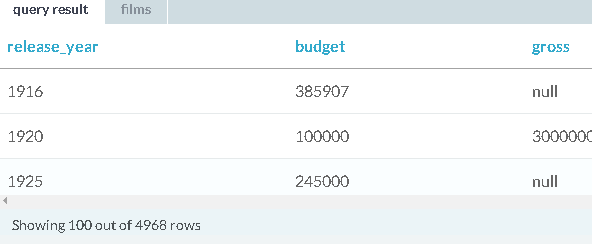 query result films
release_year budget gross
1916 385907 null
1920 100000 3000000
1925 245000 null
Showing 100 out of 4968 rows